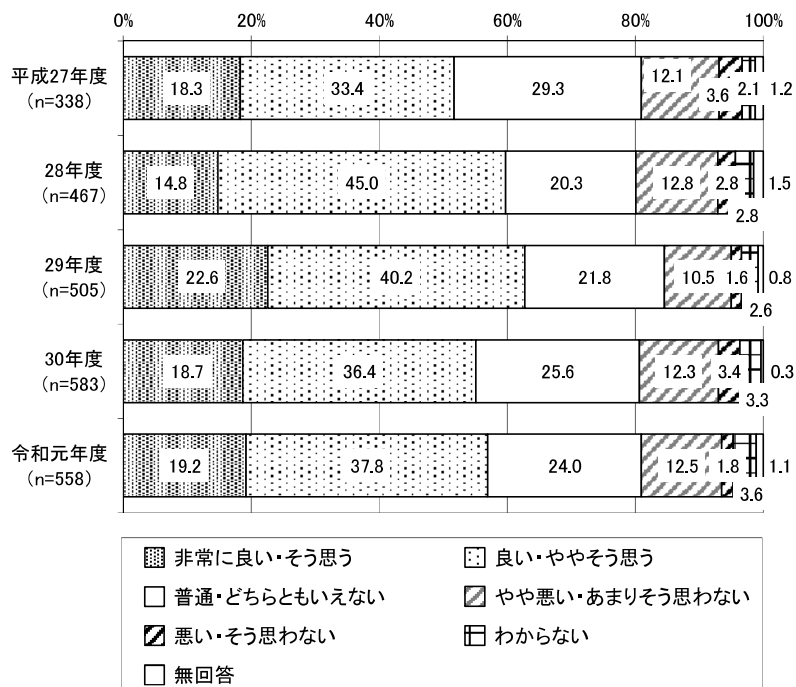 0% 20% 40% 60% 80% 100%
平成27年度
(n=338)
18.3 33.4 29.3 12.1 3.6 2.1 1.2
28年度
(n=467)
14.8 45.0 20.3 12.8 2.8 1.5
2.8
29年度
(n=505)
22.6 40.2 21.8 10.5 1.6 0.8
2.6
30年度
(n=583)
18.7 36.4 25.6 12.3 3.4 0.3
3.3
令和元年度
(n=558)
19.2 37.8 24.0 12.5 1.8 1.1
3.6
非常に良い・そう思う 良い・ややそう思う
普通・どちらともいえない やや悪い・あまりそう思わない
悪い・そう思わない わからない
無回答